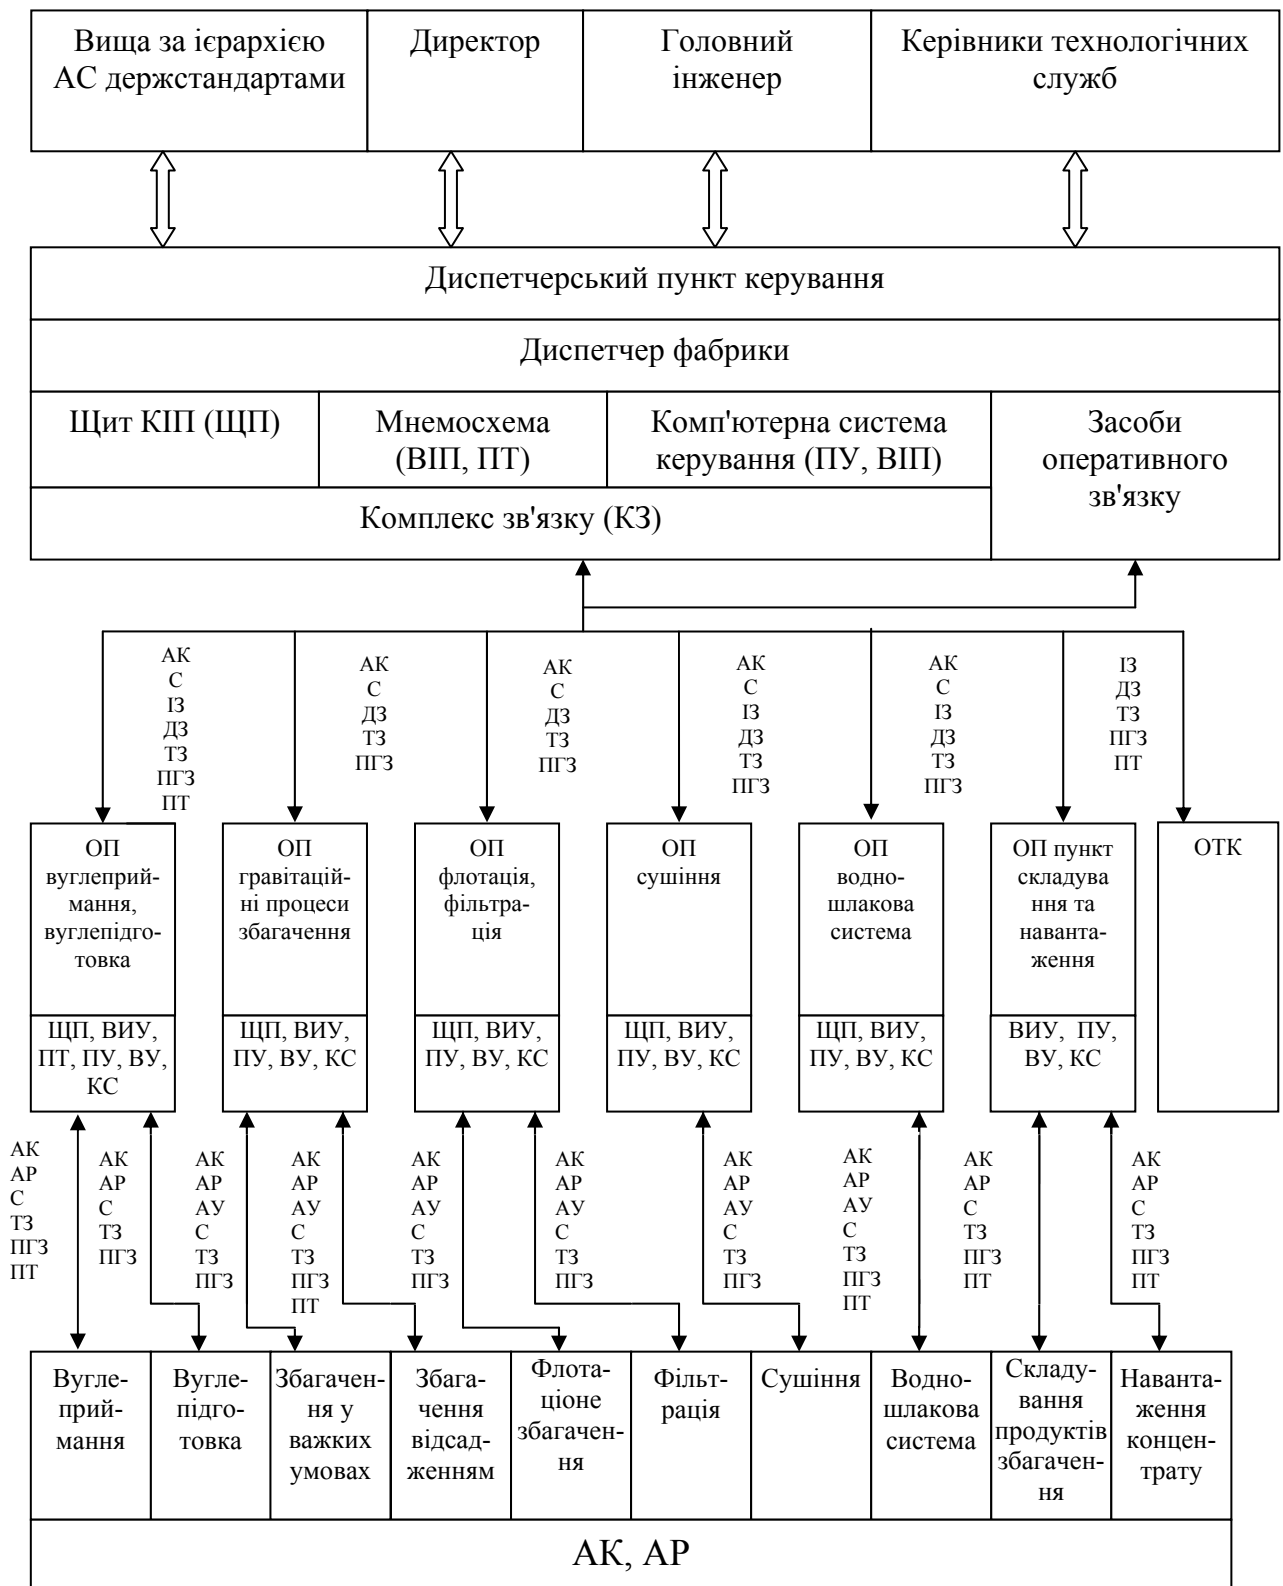 Вища за ієрархією
АС держстандартами
Директор
Головний
інженер
Керівники технологічних
служб
Диспетчерський пункт керування
Диспетчер фабрики
Щит КІП (ЩП)
Мнемосхема
(ВІП, ПТ)
Комп'ютерна система
керування (ПУ, ВІП)
Засоби
оперативного
зв'язку
Комплекс зв'язку (КЗ)
АК
С
ІЗ
ДЗ
ТЗ
ПГЗ
ПТ
АК
С
ДЗ
ТЗ
ПГЗ
АК
С
ДЗ
ТЗ
ПГЗ
АК
С
ІЗ
ДЗ
ТЗ
ПГЗ
АК
С
ІЗ
ДЗ
ТЗ
ПГЗ
ІЗ
ДЗ
ТЗ
ПГЗ
ПТ
ОП
вуглеприй-
мання,
вуглепідго-
товка
ОП
гравітацій-
ні процеси
збагачення
ОП
флотація,
фільтра-
ція
ОП
сушіння
ОП
водно-
шлакова
система
ОП пункт
складува
ння та
наванта-
ження
ОТК
ЩП, ВИУ,
ПТ, ПУ, ВУ,
КС
ЩП, ВИУ,
ПУ, ВУ, КС
ЩП, ВИУ,
ПУ, ВУ, КС
ЩП, ВИУ,
ПУ, ВУ, КС
ЩП, ВИУ,
ПУ, ВУ, КС
ВИУ, ПУ,
ВУ, КС
АК
АР
С
ТЗ
ПГЗ
ПТ
АК
АР
С
ТЗ
ПГЗ
АК
АР
АУ
С
ТЗ
ПГЗ
АК
АР
АУ
С
ТЗ
ПГЗ
ПТ
АК
АР
АУ
С
ТЗ
ПГЗ
АК
АР
АУ
С
ТЗ
ПГЗ
АК
АР
АУ
С
ТЗ
ПГЗ
АК
АР
АУ
С
ТЗ
ПГЗ
ПТ
АК
АР
С
ТЗ
ПГЗ
ПТ
АК
АР
С
ТЗ
ПГЗ
ПТ
Вугле-
прий-
мання
Вугле-
підго-
товка
Збагачен-
ня у
важких
умовах
Збага-
чення
відсад-
женням
Флота-
ціоне
збагачен-
ня
Фільт-
рація
Сушіння
Водно-
шлакова
система
Складу-
вання
продуктів
збагачен-
ня
Наванта-
ження
концен-
трату
АК, АР